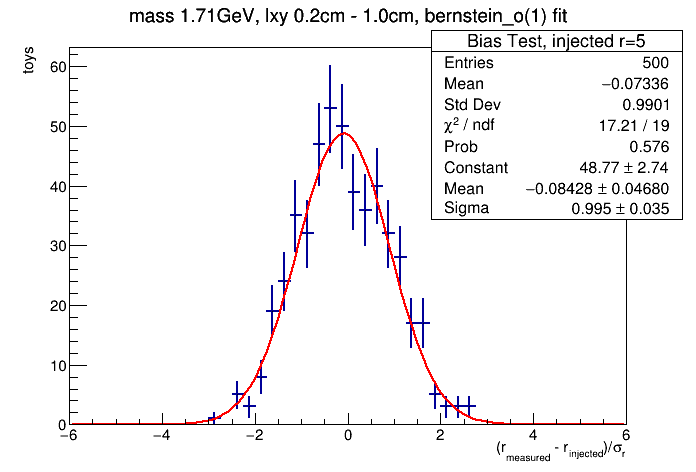 mass 1.71GeV, lxy 0.2cm - 1.0cm, bernstein_o(1) fit
toys
Bias Test, injected r=5
Entries 500
Mean −0.07336
Std Dev 0.9901
χ² / ndf 17.21 / 19
Prob 0.576
Constant 48.77 ± 2.74
Mean −0.08428 ± 0.04680
Sigma 0.995 ± 0.035
60
50
40
30
20
10
0
−6 −4 −2 0 2 4 6
(r_measured - r_injected)/σ_r